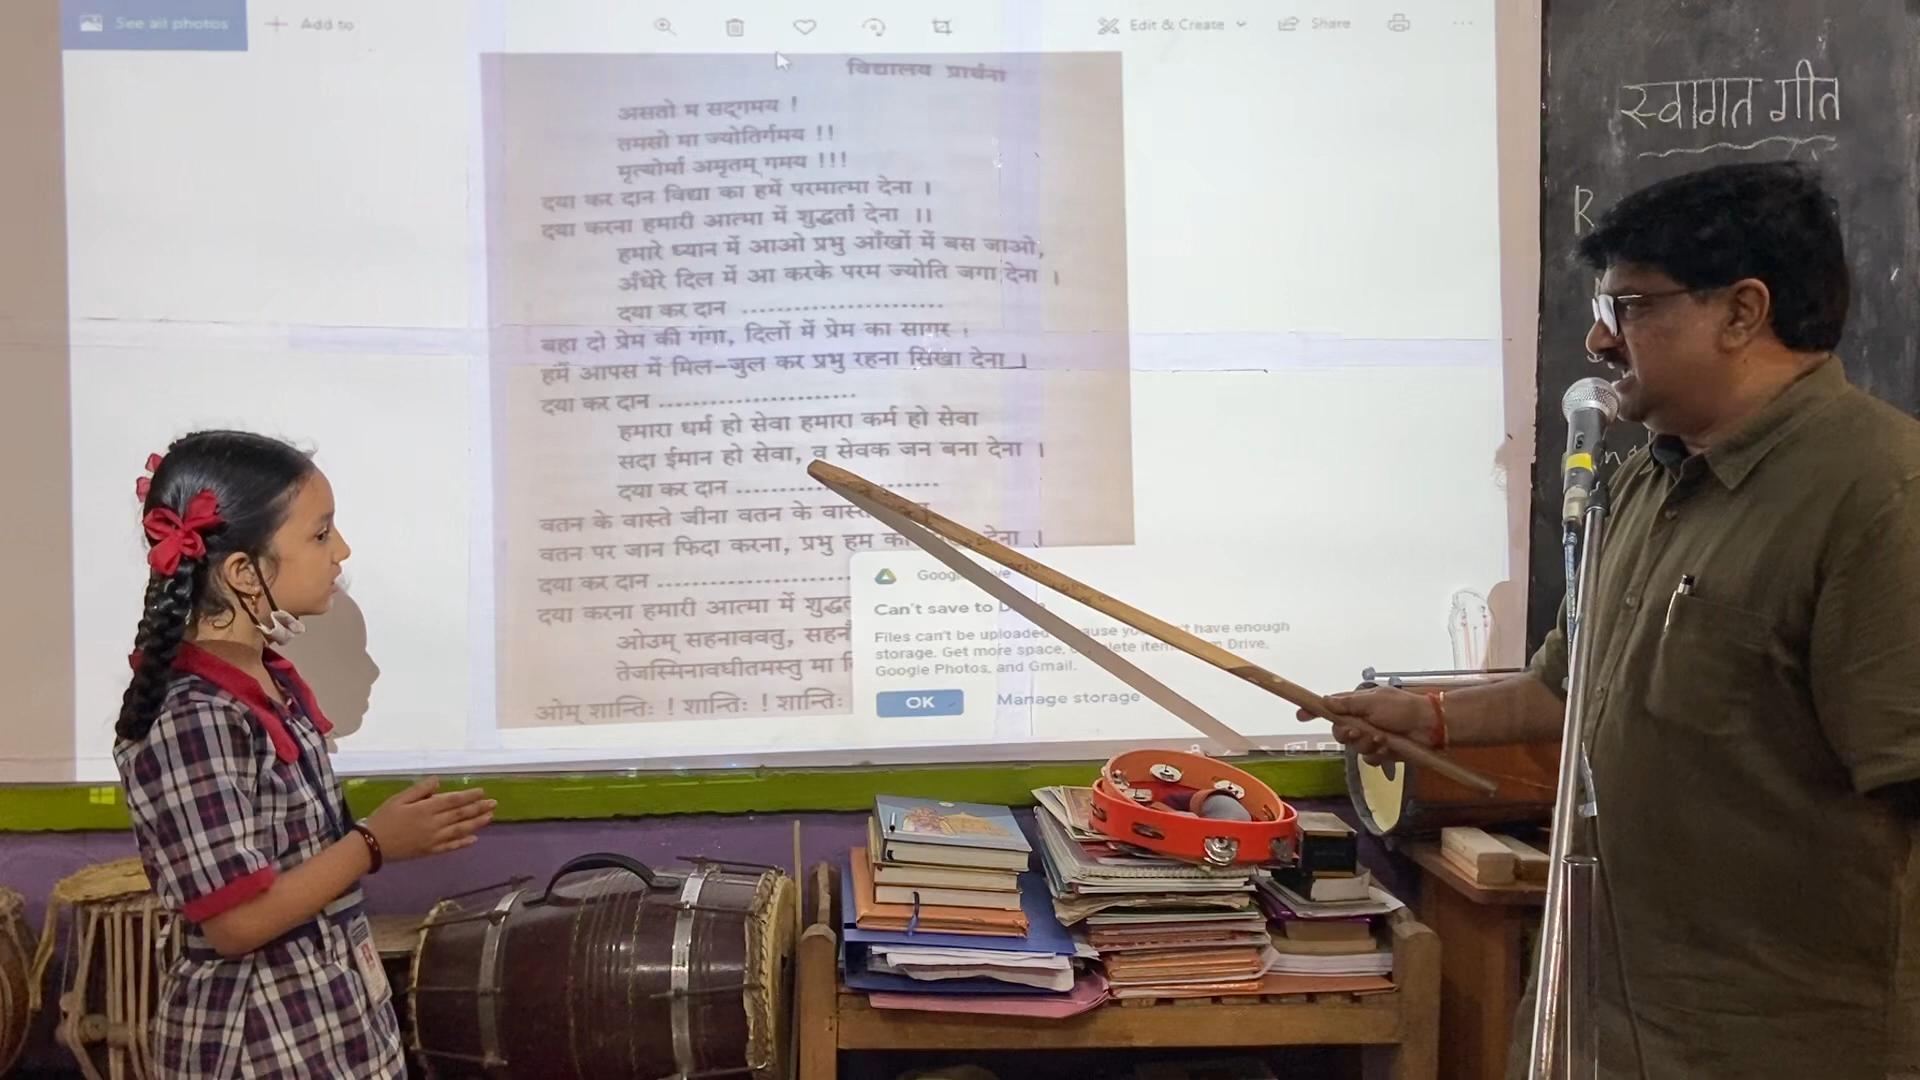 See all photos
Add to
Edit & Create
Share
विद्यालय प्रार्थना
असतो म सद्गमय !
तमसो मा ज्योतिर्गमय !!
मृत्योर्मा अमृतम् गमय !!!
दया कर दान विद्या का हमें परमात्मा देना ।
दया करना हमारी आत्मा में शुद्धता देना ।।
हमारे ध्यान में आओ प्रभु आँखों में बस जाओ,
अँधेरे दिल में आ करके परम ज्योति जगा देना ।
दया कर दान ......................
बहा दो प्रेम की गंगा, दिलों में प्रेम का सागर ,
हमें आपस में मिल-जुल कर प्रभु रहना सिखा देना ।
दया कर दान ......................
हमारा धर्म हो सेवा हमारा कर्म हो सेवा
सदा ईमान हो सेवा, व सेवक जन बना देना ।
दया कर दान ......................
वतन के वास्ते जीना वतन के
वतन पर जान फिदा करना, प्रभु हम देना ।
दया कर दान ......................
दया करना हमारी आत्मा में
ओउम् सहनाववतु,
तेजस्मिनावधीतमस्तु मा
ओम् शान्तिः ! शान्तिः ! शान्तिः
Can't save to
Files can't be uploaded have enough
storage. Get more space, Drive,
Google Photos, and Gmail.
OK
Manage storage
स्वागत गीत
R